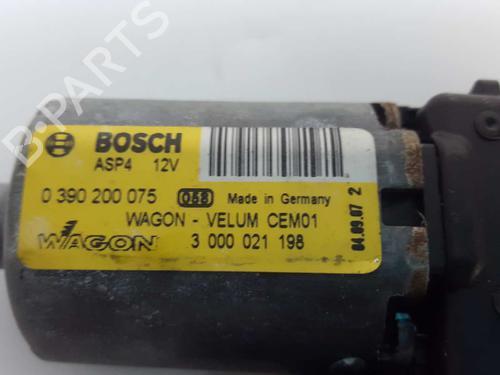 B-PARTS
BOSCH
ASP4 12V
0 390 200 075 058 Made in Germany
WAGON - VELUM CEM01
WAGON 3 000 021 198
04.09.07 2